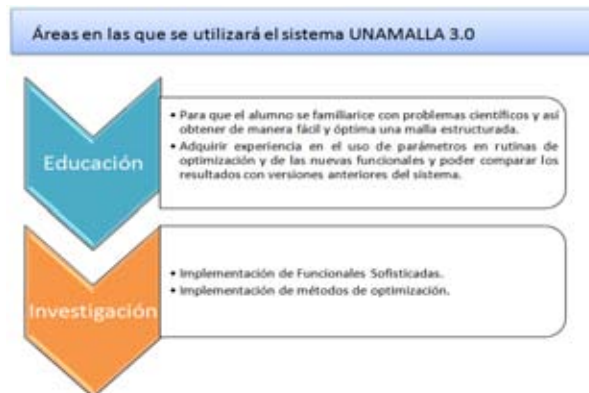 Áreas en las que se utilizará el sistema UNAMALLA 3.0
Educación
• Para que el alumno se familiarice con problemas científicos y así
obtener de manera fácil y óptima una malla estructurada.
• Adquirir experiencia en el uso de parámetros en rutinas de
optimización y de las nuevas funcionales y poder comparar los
resultados con versiones anteriores del sistema.
Investigación
• Implementación de Funcionales Sofisticadas.
• Implementación de métodos de optimización.